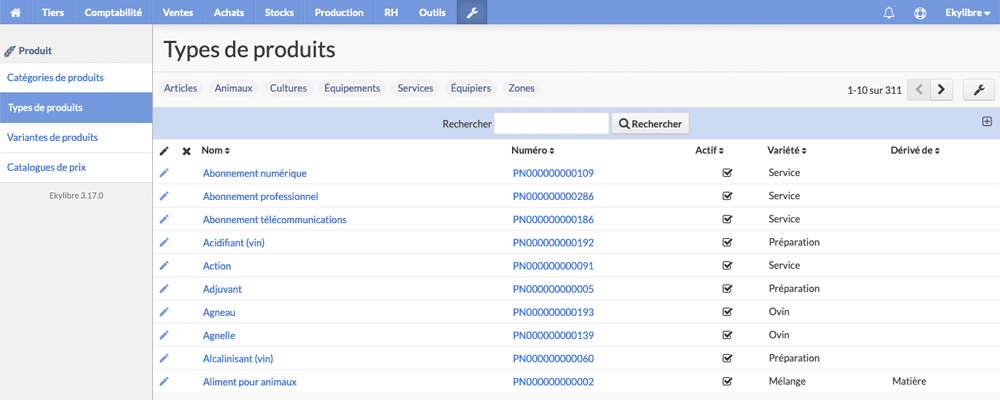 Tiers Comptabilité Ventes Achats Stocks Production RH Outils Ekylibre
Produit
Catégories de produits
Types de produits
Variantes de produits
Catalogues de prix
Ekylibre 3.17.0
Types de produits
Articles Animaux Cultures Équipements Services Équipiers Zones
1-10 sur 311
Rechercher Rechercher
Nom Numéro Actif Variété Dérivé de
Abonnement numérique PN000000000109 Service
Abonnement professionnel PN000000000286 Service
Abonnement télécommunications PN000000000186 Service
Acidifiant (vin) PN000000000192 Préparation
Action PN000000000091 Service
Adjuvant PN000000000005 Préparation
Agneau PN000000000193 Ovin
Agnelle PN000000000139 Ovin
Alcalinisant (vin) PN000000000060 Préparation
Aliment pour animaux PN000000000002 Mélange Matière